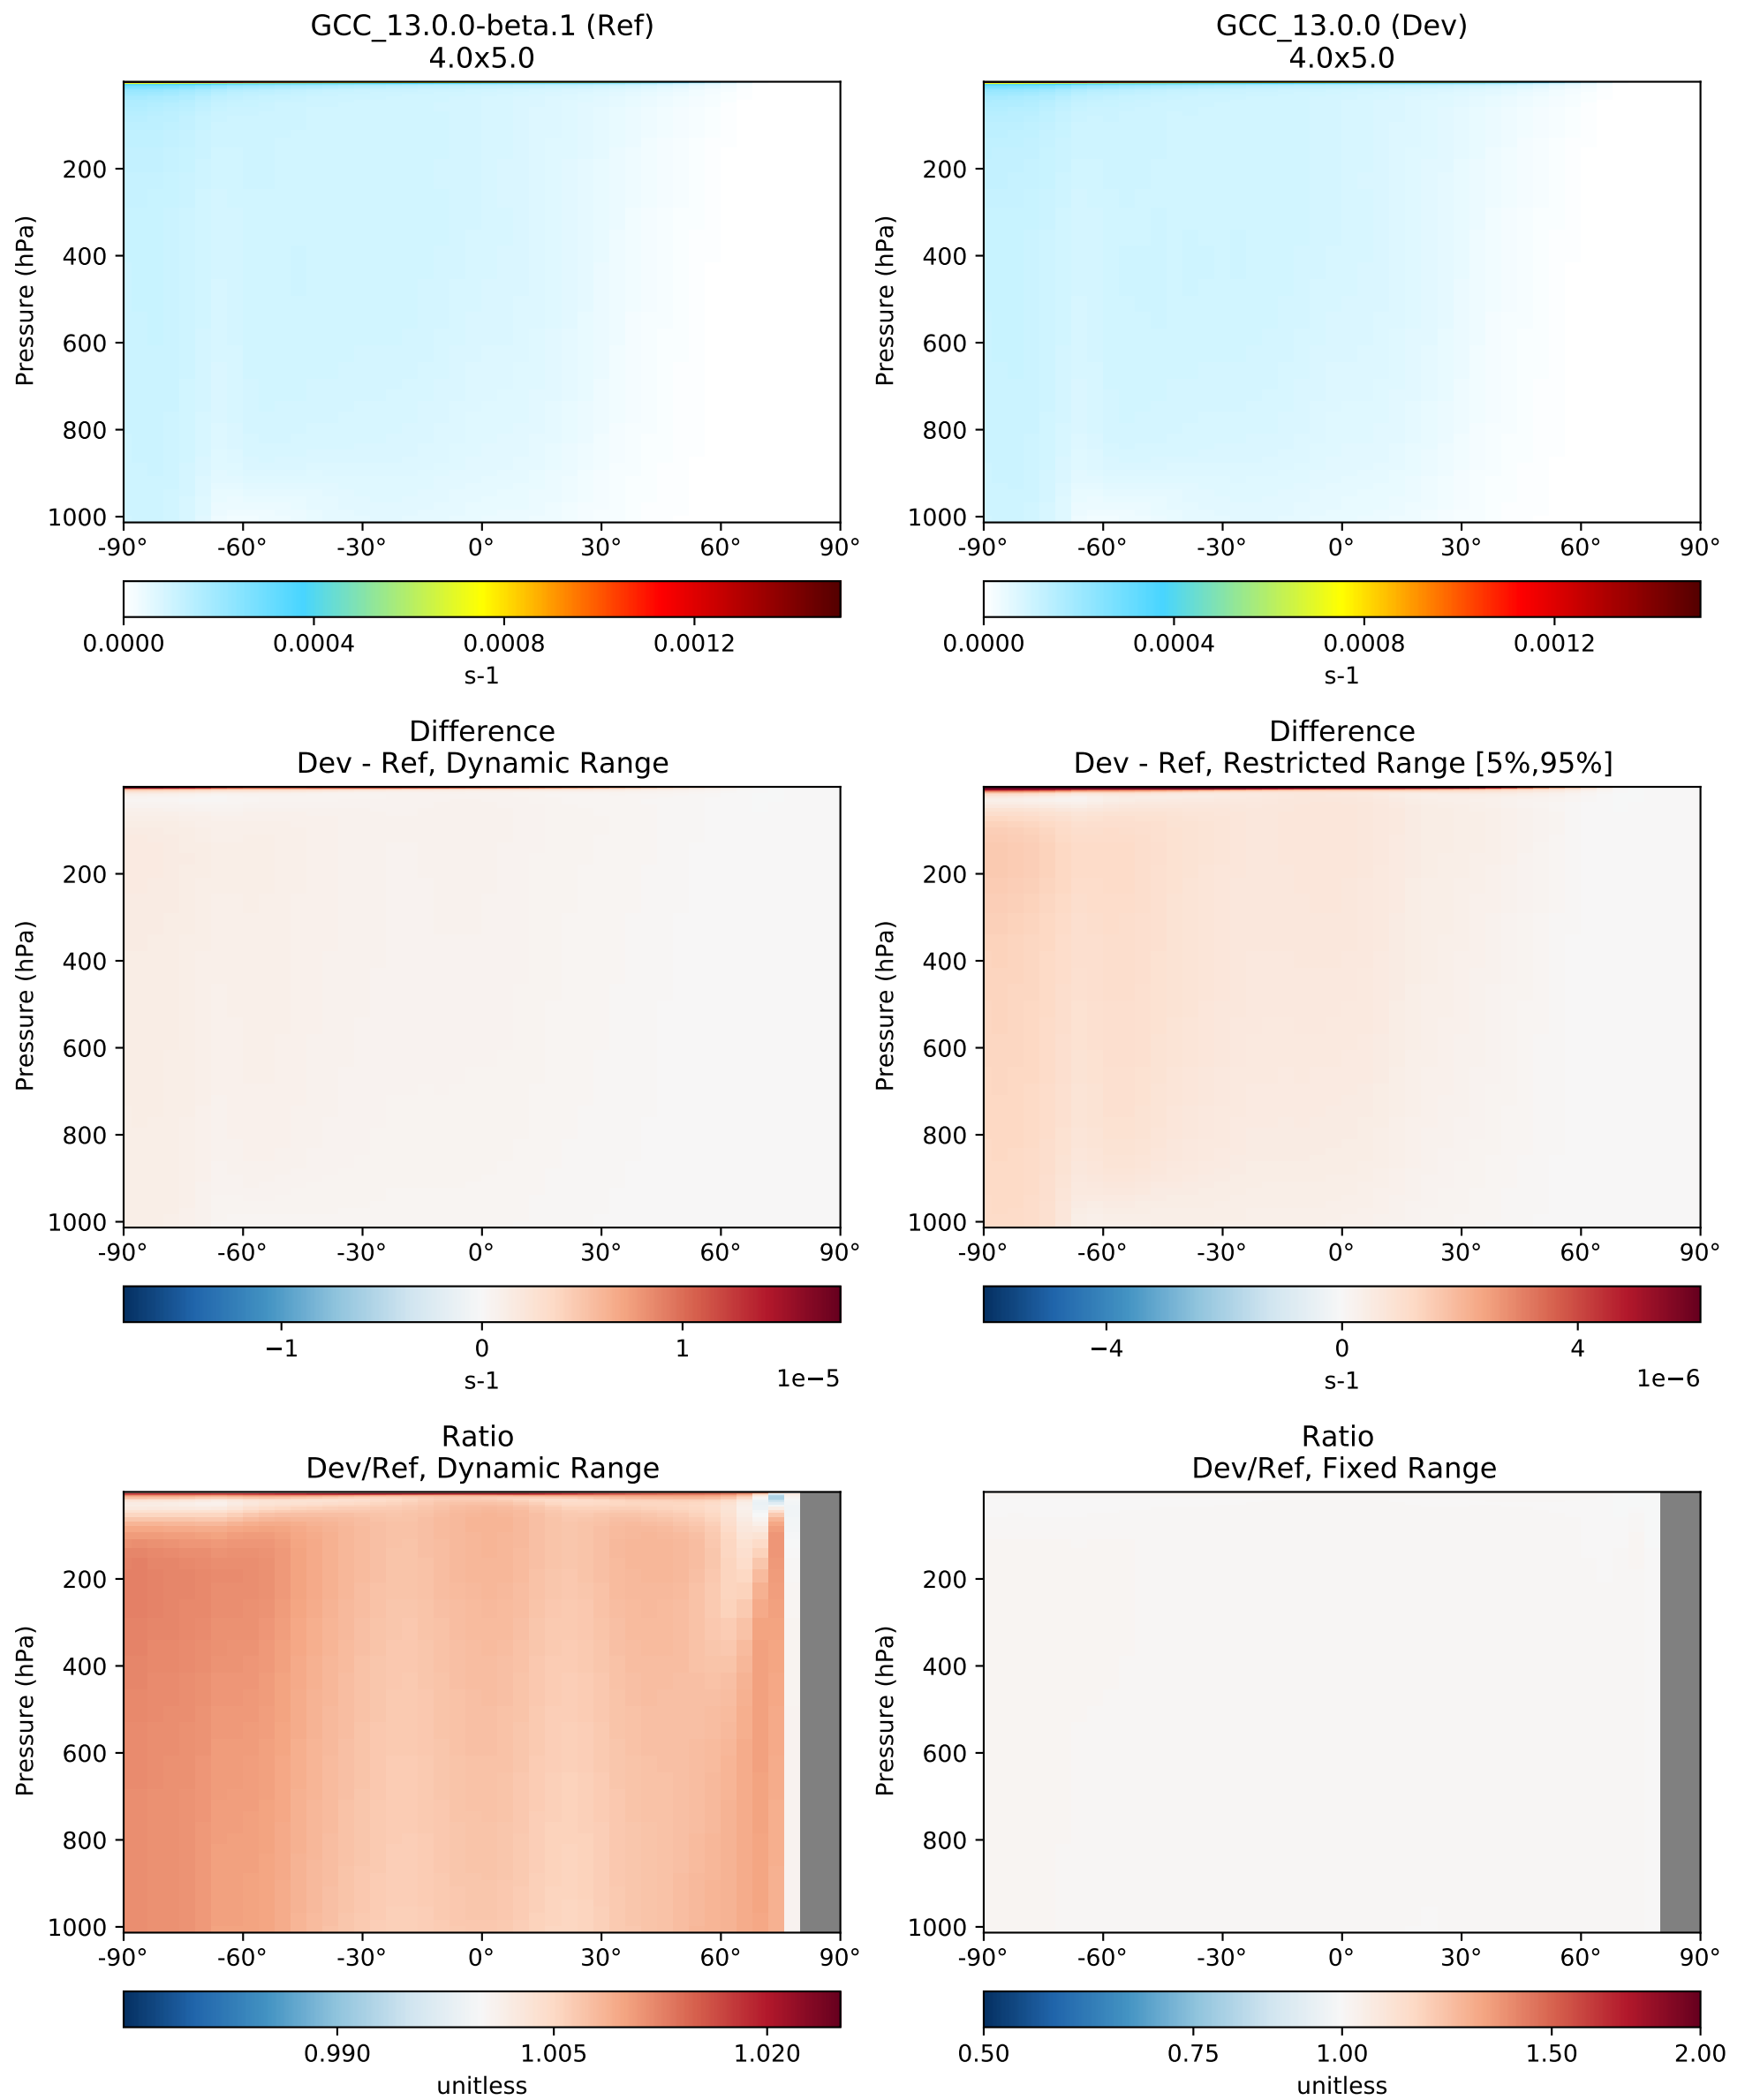 GCC_13.0.0-beta.1 (Ref)
4.0x5.0
Pressure (hPa)
200
400
600
800
1000
-90° -60° -30° 0° 30° 60° 90°
0.0000 0.0004 0.0008 0.0012
s-1
GCC_13.0.0 (Dev)
4.0x5.0
Pressure (hPa)
200
400
600
800
1000
-90° -60° -30° 0° 30° 60° 90°
0.0000 0.0004 0.0008 0.0012
s-1
Difference
Dev - Ref, Dynamic Range
Pressure (hPa)
200
400
600
800
1000
-90° -60° -30° 0° 30° 60° 90°
−1 0 1
s-1
1e−5
Difference
Dev - Ref, Restricted Range [5%,95%]
Pressure (hPa)
200
400
600
800
1000
-90° -60° -30° 0° 30° 60° 90°
−4 0 4
s-1
1e−6
Ratio
Dev/Ref, Dynamic Range
Pressure (hPa)
200
400
600
800
1000
-90° -60° -30° 0° 30° 60° 90°
0.990 1.005 1.020
unitless
Ratio
Dev/Ref, Fixed Range
Pressure (hPa)
200
400
600
800
1000
-90° -60° -30° 0° 30° 60° 90°
0.50 0.75 1.00 1.50 2.00
unitless